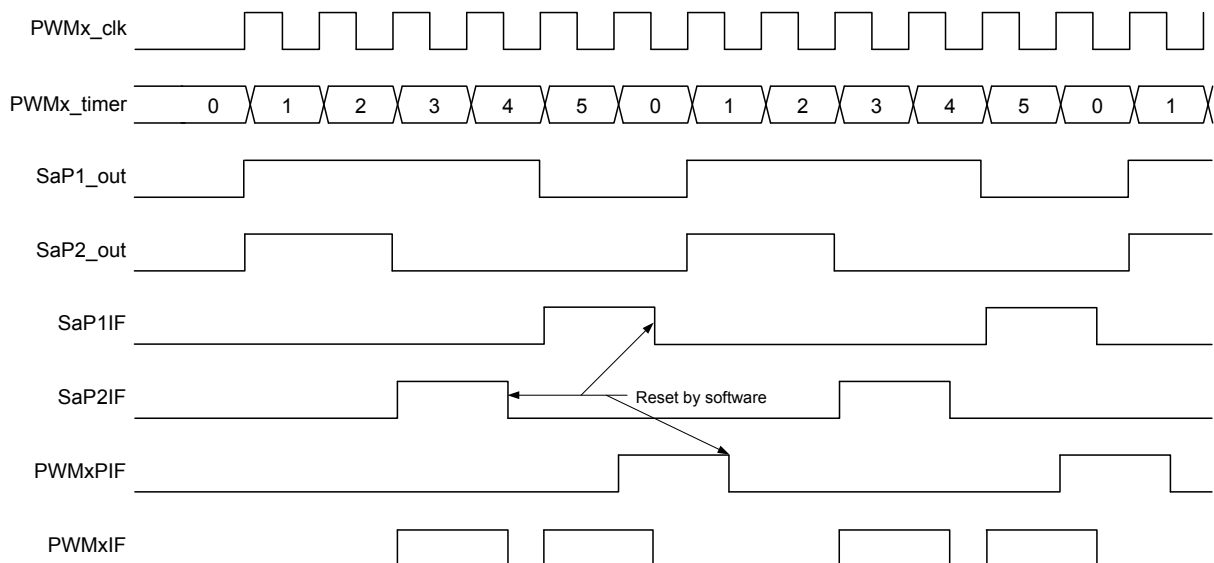 PWMx_clk
PWMx_timer 0 1 2 3 4 5 0 1 2 3 4 5 0 1
SaP1_out
SaP2_out
SaP1IF
SaP2IF Reset by software
PWMxPIF
PWMxIF